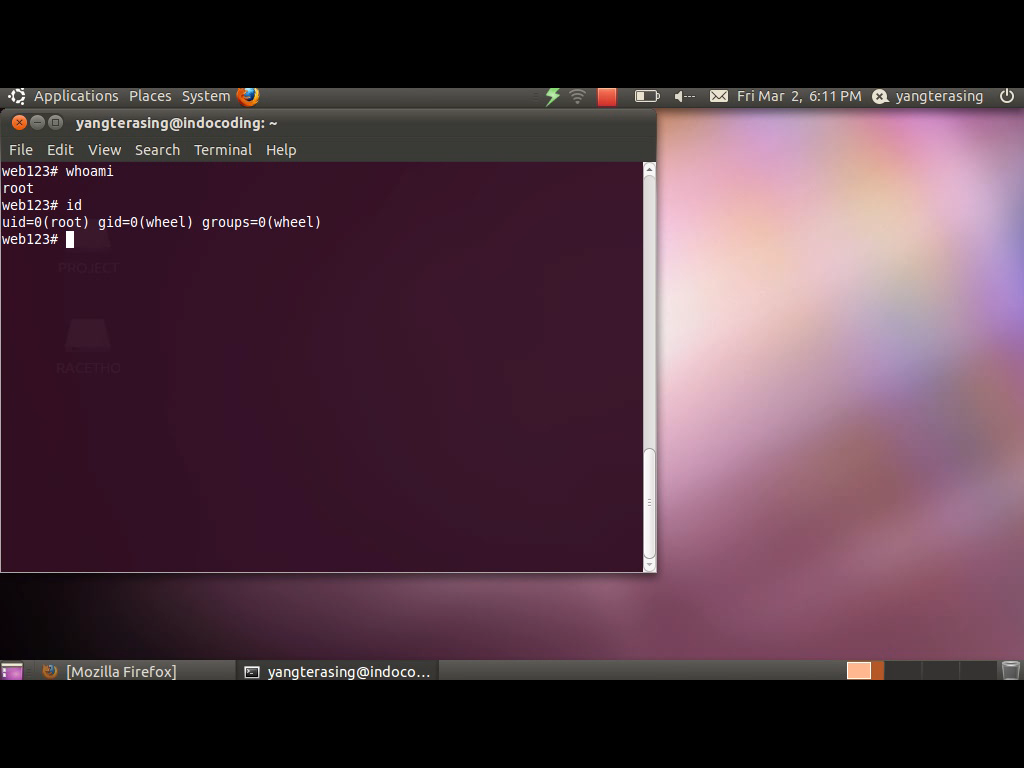 Applications Places System Fri Mar 2, 6:11 PM yangterasing
yangterasing@indocoding: ~
File Edit View Search Terminal Help
web123# whoami
root
web123# id
uid=0(root) gid=0(wheel) groups=0(wheel)
web123#
PROJECT
RACETHO
[Mozilla Firefox] yangterasing@indoco...